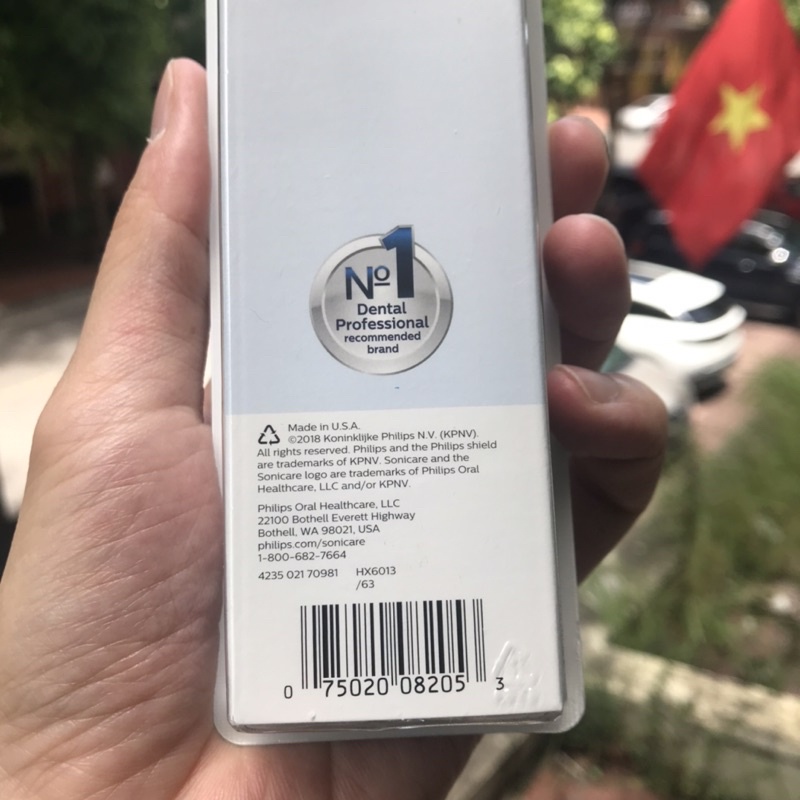 Nº1
Dental
Professional
recommended
brand
Made in U.S.A.
©2018 Koninklijke Philips N.V. (KPNV).
All rights reserved. Philips and the Philips shield
are trademarks of KPNV. Sonicare and the
Sonicare logo are trademarks of Philips Oral
Healthcare, LLC and/or KPNV.
Philips Oral Healthcare, LLC
22100 Bothell Everett Highway
Bothell, WA 98021, USA
philips.com/sonicare
1-800-682-7664
4235 021 70981 HX6013
/63
0 75020 08205 3